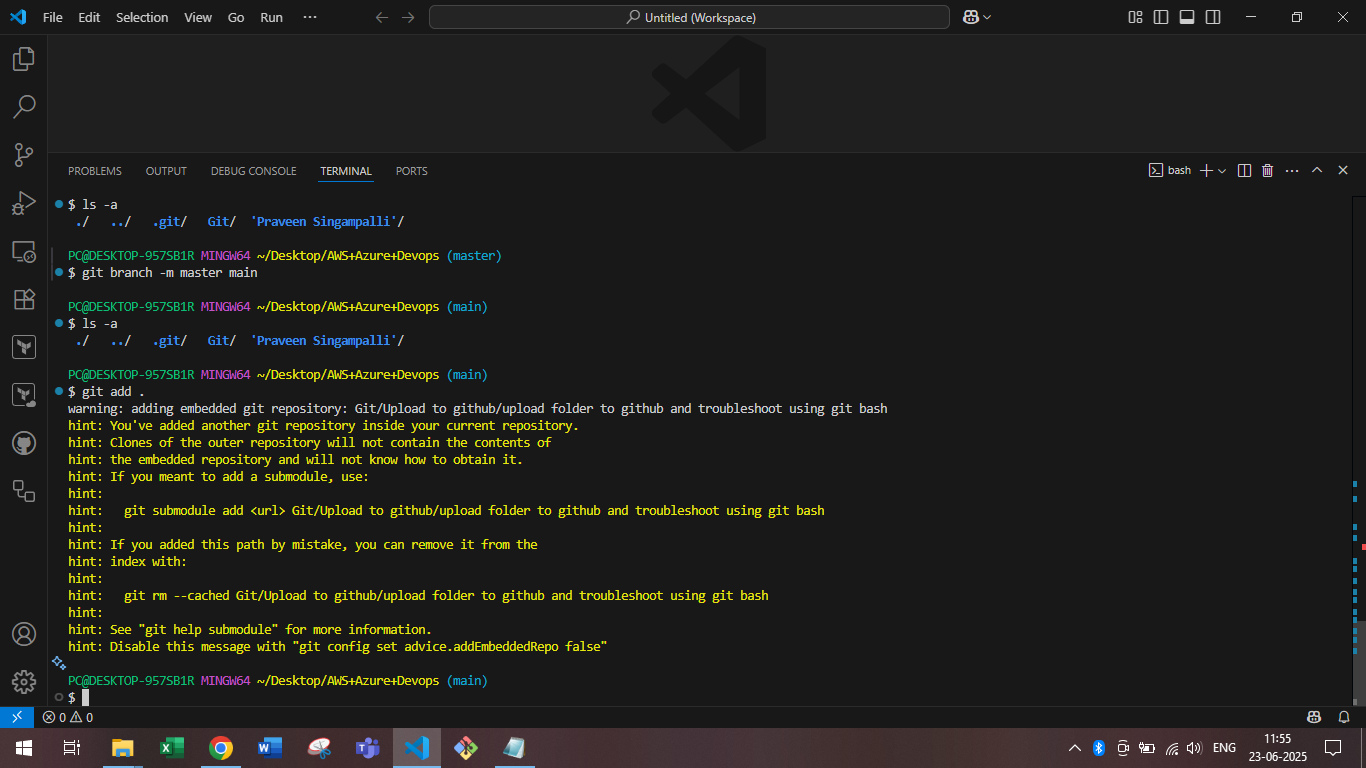 File Edit Selection View Go Run ···
Untitled (Workspace)
PROBLEMS OUTPUT DEBUG CONSOLE TERMINAL PORTS
bash
$ ls -a
./ ../ .git/ Git/ 'Praveen Singampalli'/
PC@DESKTOP-957SB1R MINGW64 ~/Desktop/AWS+Azure+Devops (master)
$ git branch -m master main
PC@DESKTOP-957SB1R MINGW64 ~/Desktop/AWS+Azure+Devops (main)
$ ls -a
./ ../ .git/ Git/ 'Praveen Singampalli'/
PC@DESKTOP-957SB1R MINGW64 ~/Desktop/AWS+Azure+Devops (main)
$ git add .
warning: adding embedded git repository: Git/Upload to github/upload folder to github and troubleshoot using git bash
hint: You've added another git repository inside your current repository.
hint: Clones of the outer repository will not contain the contents of
hint: the embedded repository and will not know how to obtain it.
hint: If you meant to add a submodule, use:
hint:
hint: git submodule add <url> Git/Upload to github/upload folder to github and troubleshoot using git bash
hint:
hint: If you added this path by mistake, you can remove it from the
hint: index with:
hint:
hint: git rm --cached Git/Upload to github/upload folder to github and troubleshoot using git bash
hint:
hint: See "git help submodule" for more information.
hint: Disable this message with "git config set advice.addEmbeddedRepo false"
PC@DESKTOP-957SB1R MINGW64 ~/Desktop/AWS+Azure+Devops (main)
$
0 0
ENG
11:55
23-06-2025